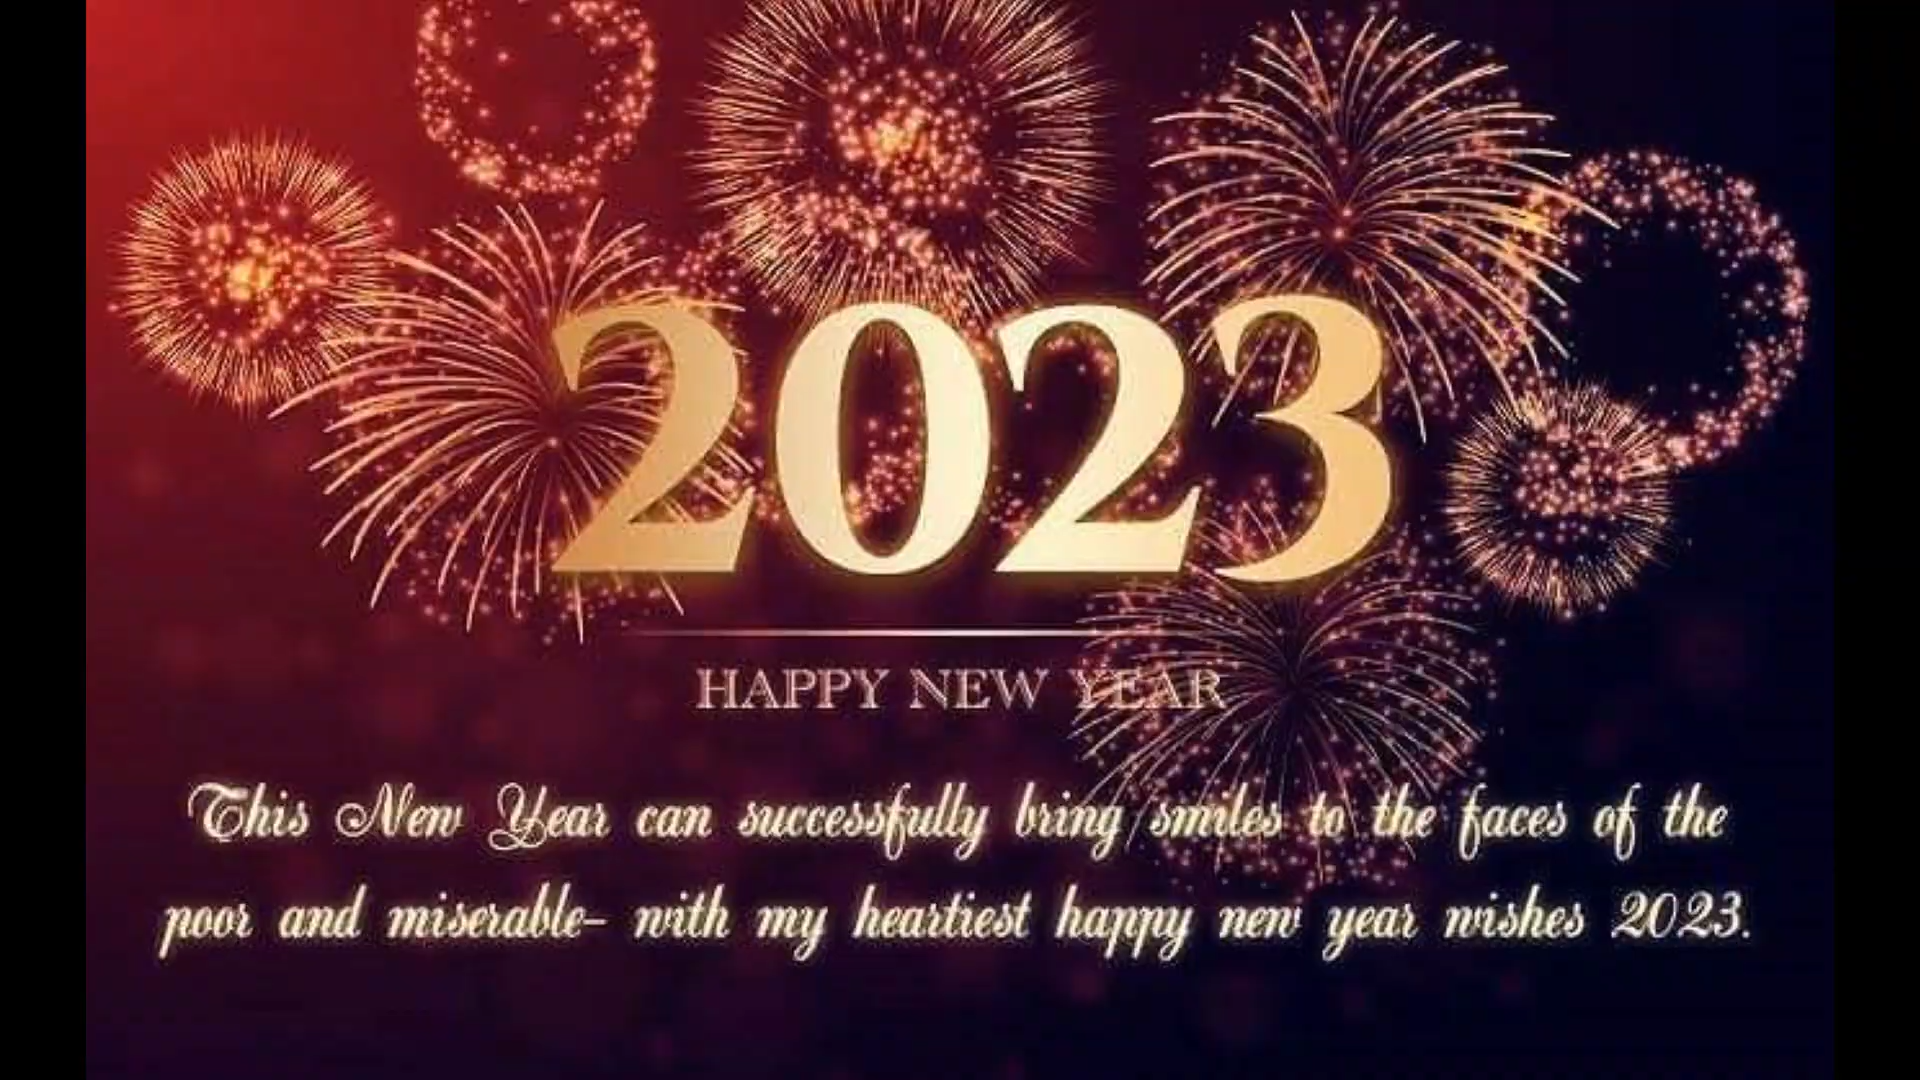 2023
HAPPY NEW YEAR
This New Year can successfully bring smiles to the faces of the
poor and miserable- with my heartiest happy new year wishes 2023.